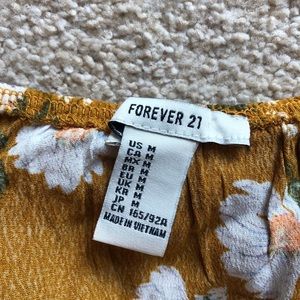 FOREVER 21
US M
CA M
MX M
BR M
EU M
UK M
KR M
JP M
CN 165/92A
MADE IN VIETNAM